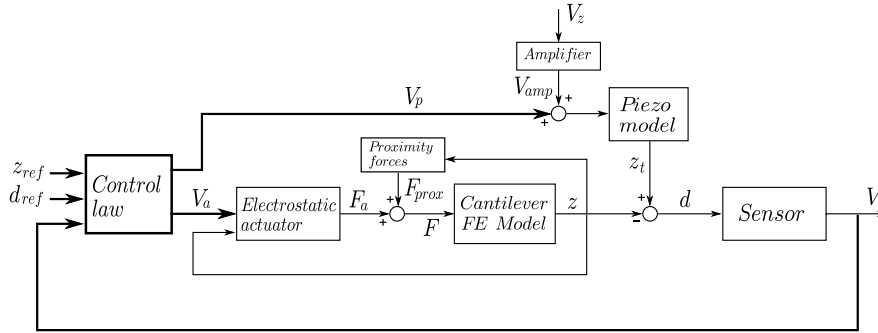 V_z
Amplifier
V_amp
+
+
V_p
Piezo
model
Proximity
forces
z_t
z_ref
d_ref
Control
law
V_a
Electrostatic
actuator
F_a
F_prox
+
+
F
Cantilever
FE Model
z
+
-
d
Sensor
V